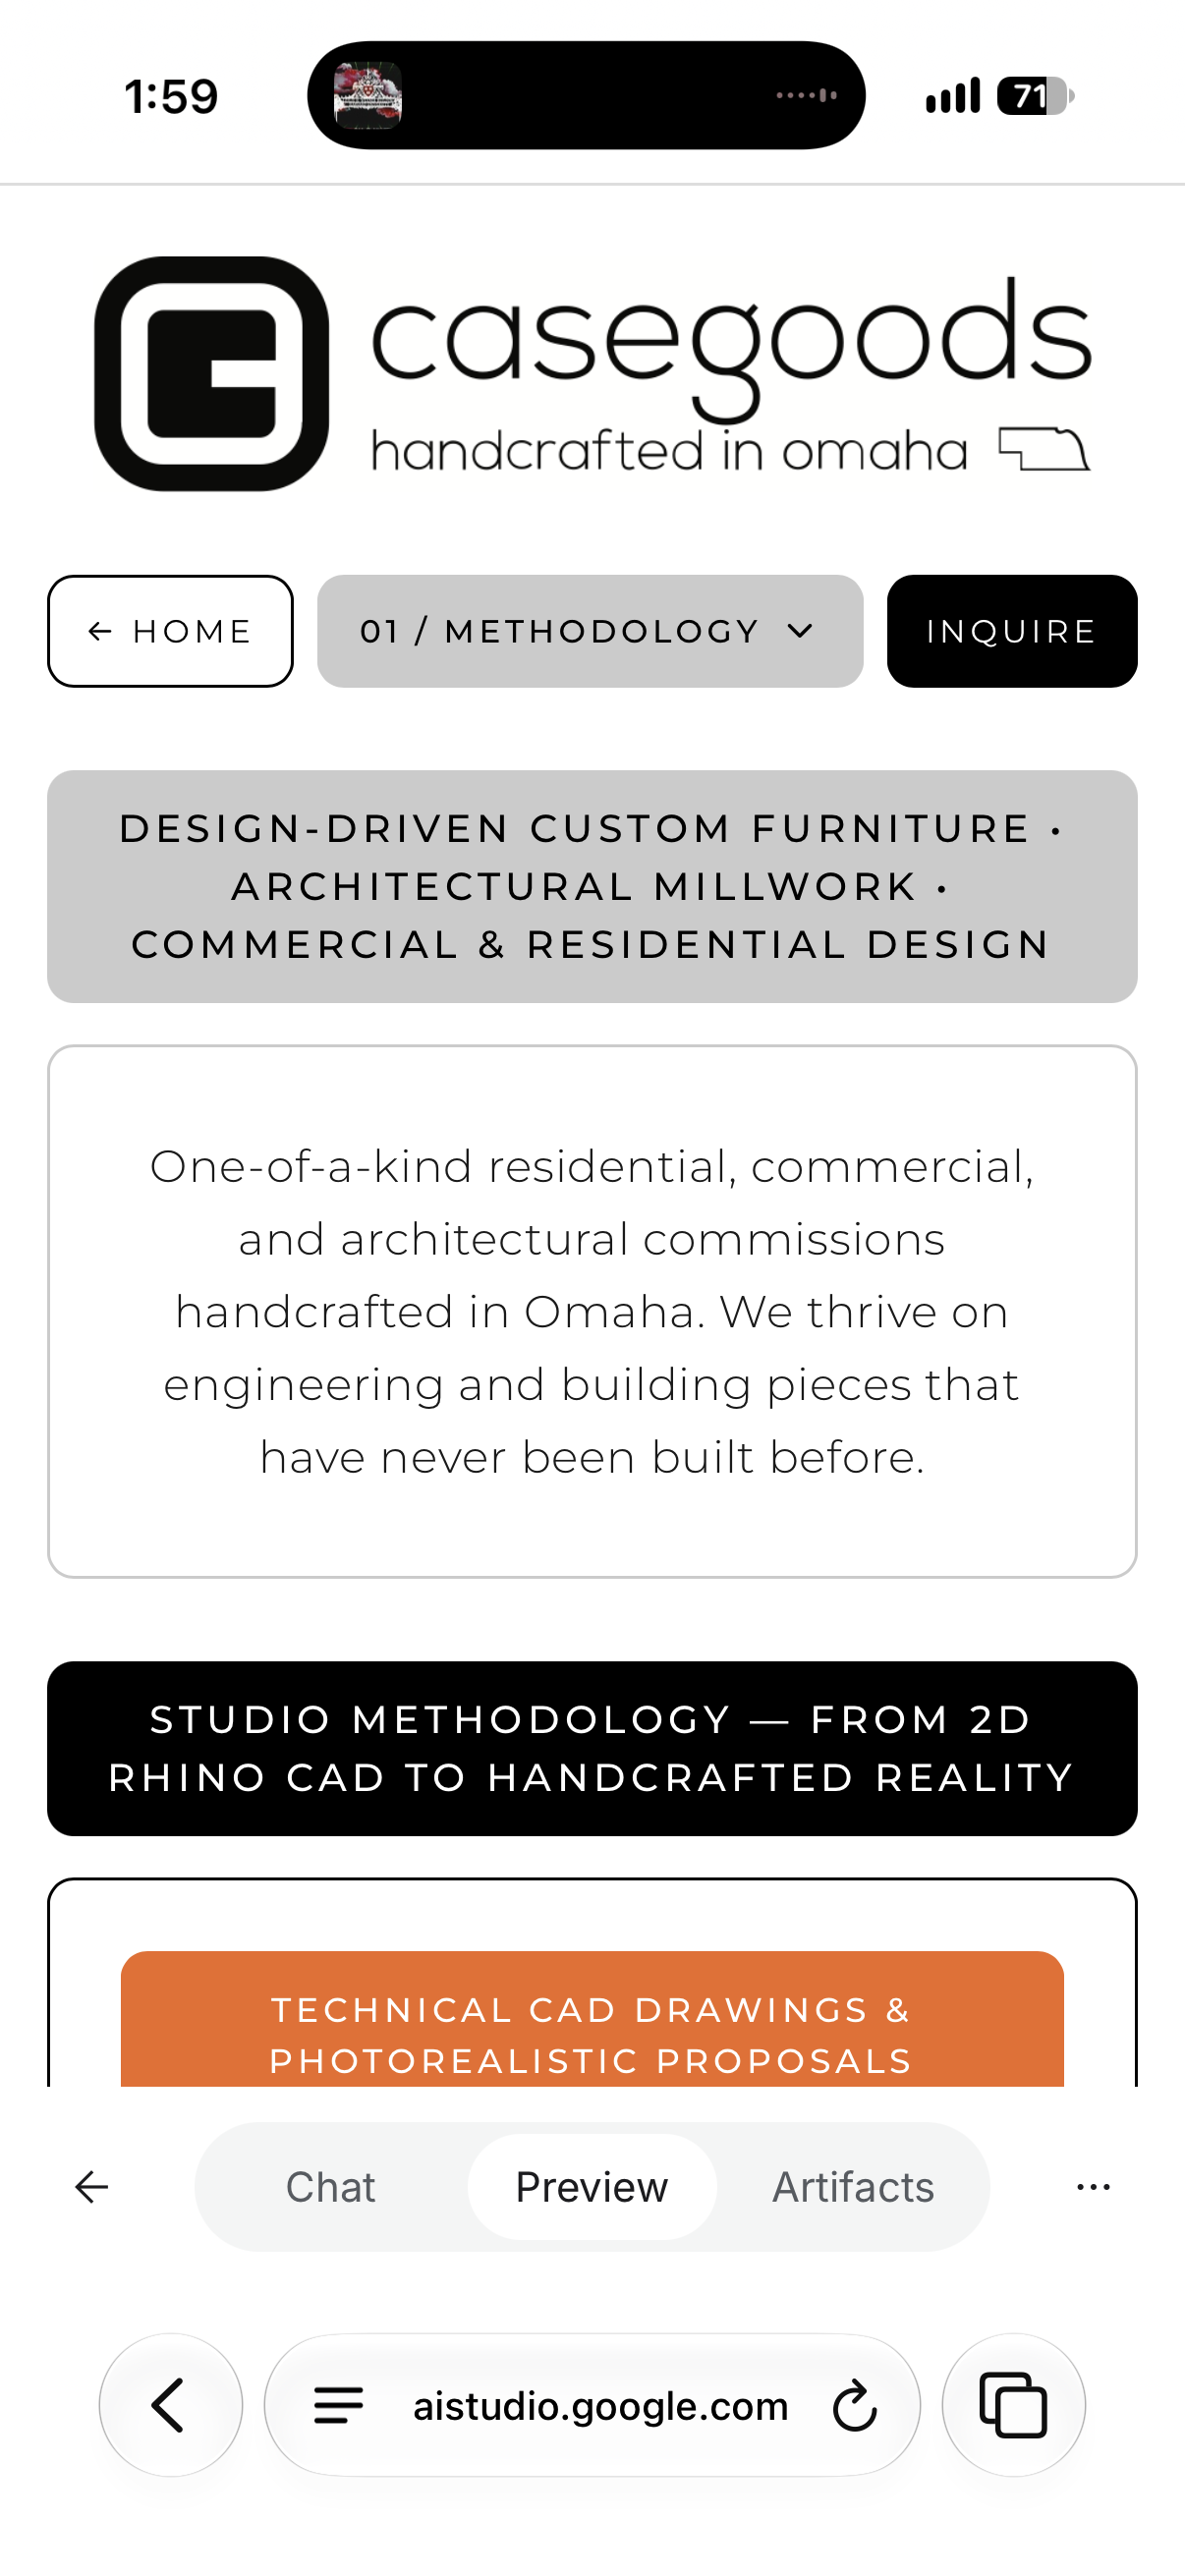 1:59
71
casegoods
handcrafted in omaha
← HOME
01 / METHODOLOGY
INQUIRE
DESIGN-DRIVEN CUSTOM FURNITURE •
ARCHITECTURAL MILLWORK •
COMMERCIAL & RESIDENTIAL DESIGN
One-of-a-kind residential, commercial,
and architectural commissions
handcrafted in Omaha. We thrive on
engineering and building pieces that
have never been built before.
STUDIO METHODOLOGY — FROM 2D
RHINO CAD TO HANDCRAFTED REALITY
TECHNICAL CAD DRAWINGS &
PHOTOREALISTIC PROPOSALS
Chat
Preview
Artifacts
aistudio.google.com